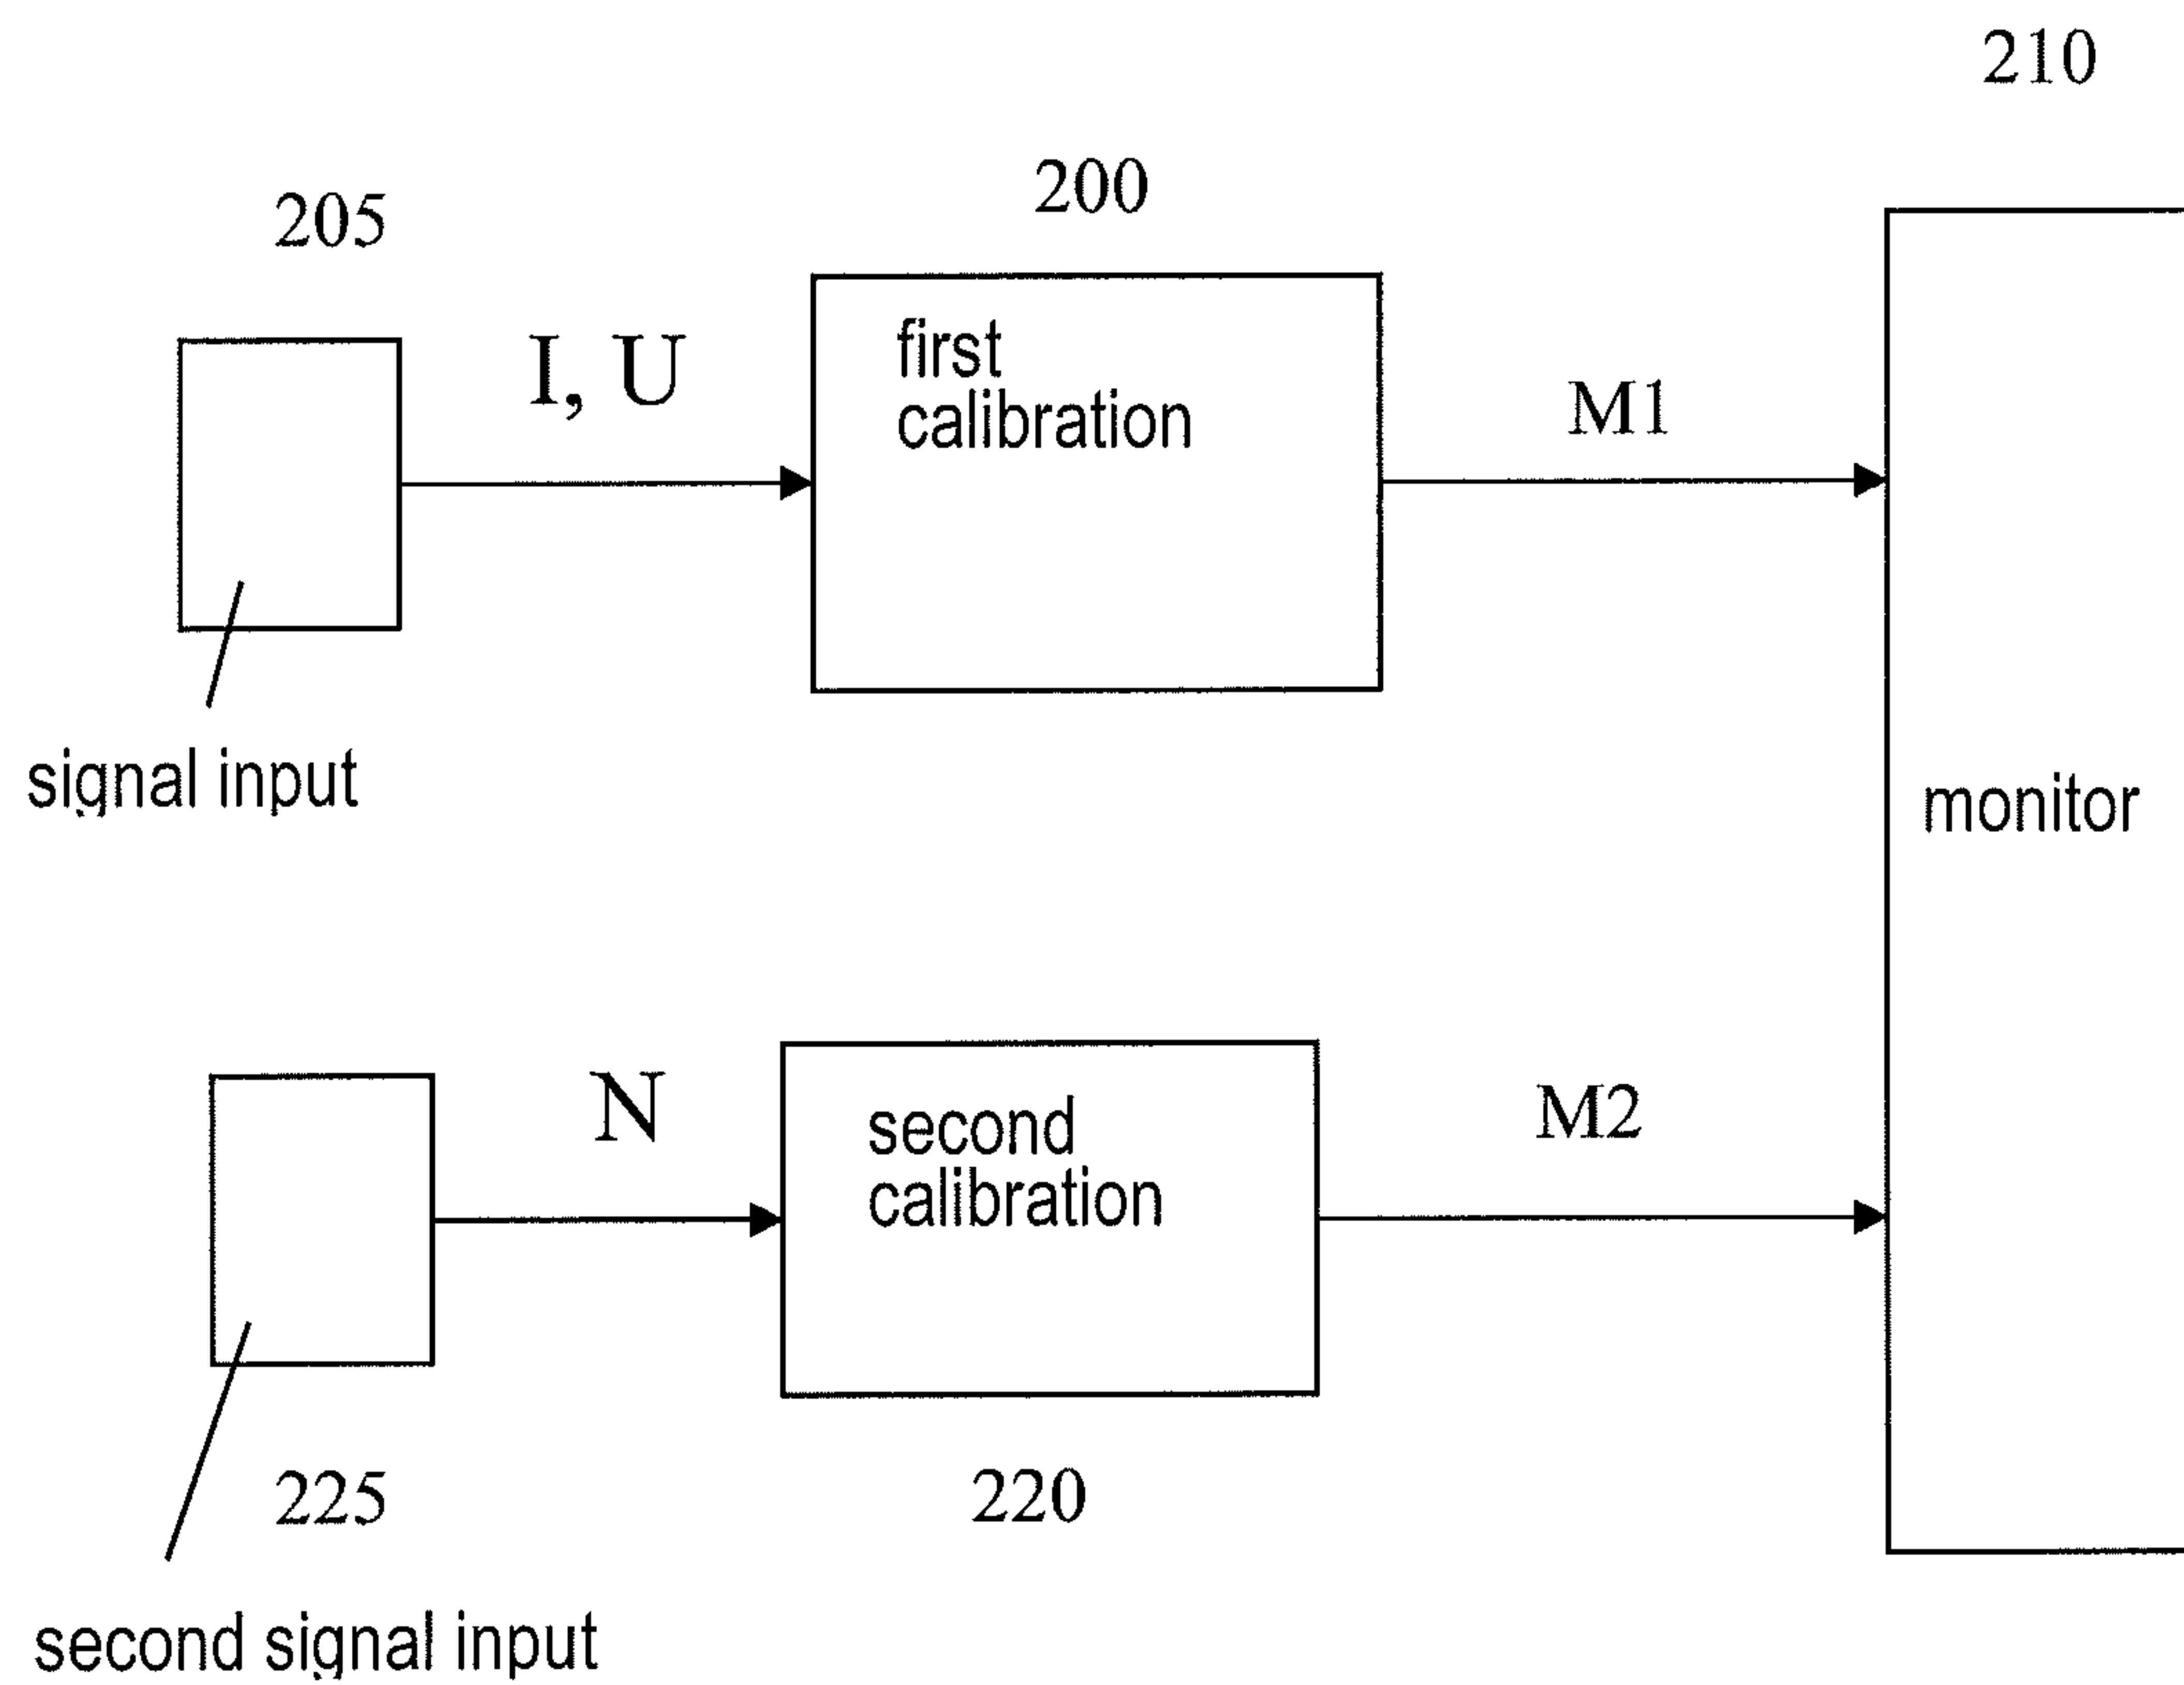 210
200
205
I, U
first
calibration
M1
signal input
monitor
N
second
calibration
M2
225
220
second signal input